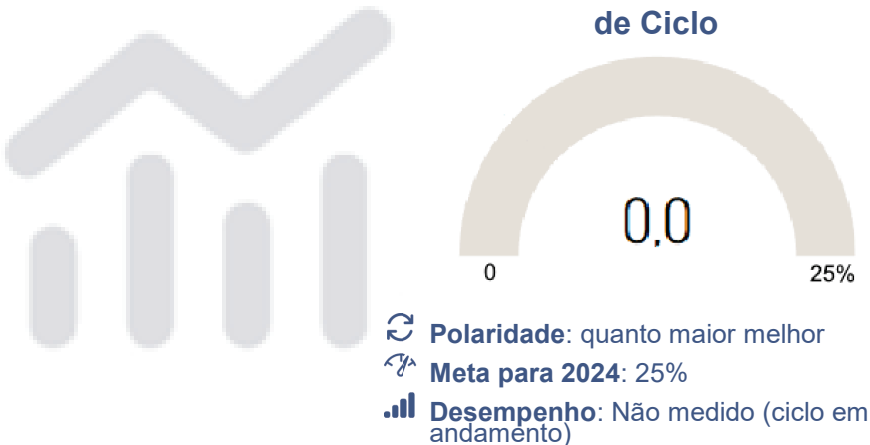 de Ciclo
0,0
0
25%
Polaridade: quanto maior melhor
Meta para 2024: 25%
Desempenho: Não medido (ciclo em
andamento)